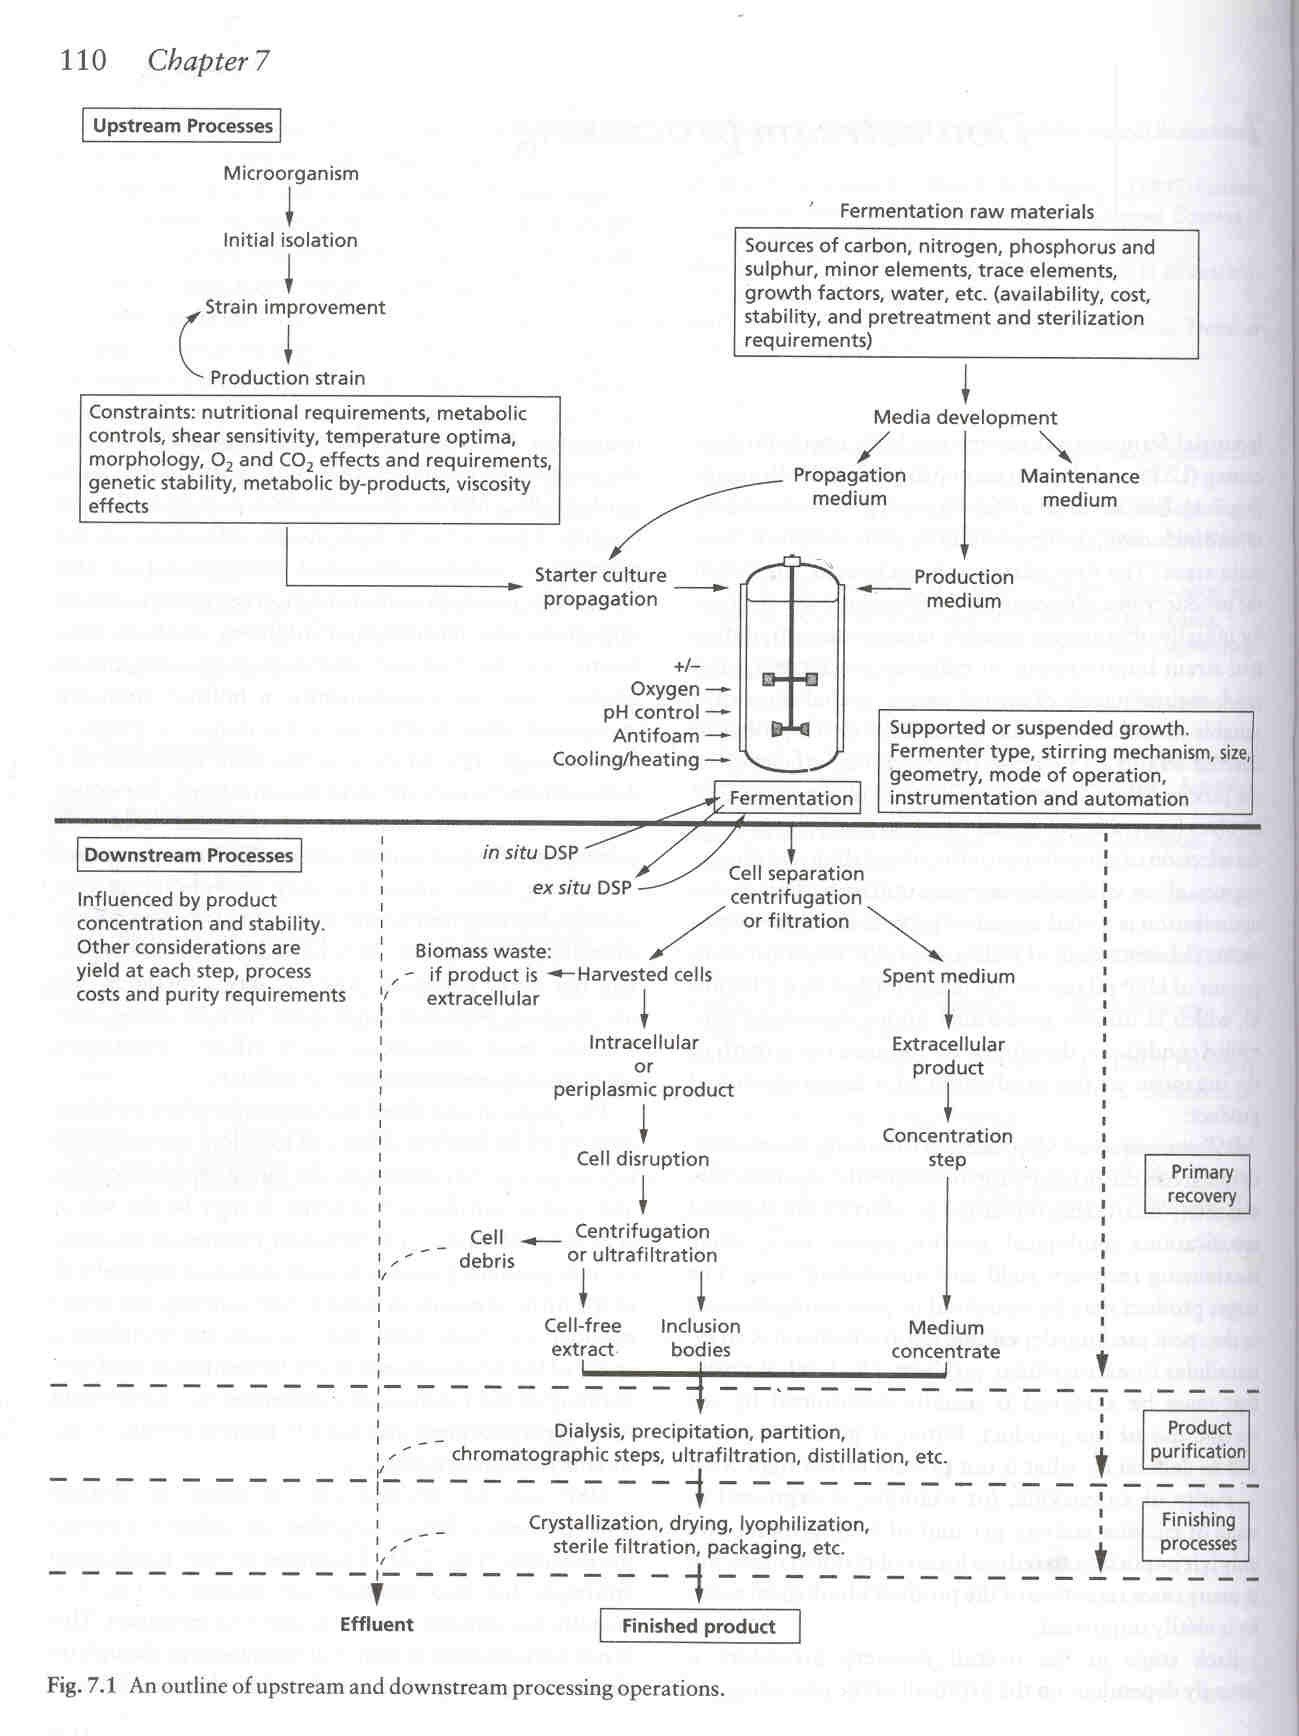 110 Chapter 7
Upstream Processes
Microorganism
Initial isolation
Strain improvement
Production strain
Constraints: nutritional requirements, metabolic
controls, shear sensitivity, temperature optima,
morphology, O₂ and CO₂ effects and requirements,
genetic stability, metabolic by-products, viscosity
effects
Fermentation raw materials
Sources of carbon, nitrogen, phosphorus and
sulphur, minor elements, trace elements,
growth factors, water, etc. (availability, cost,
stability, and pretreatment and sterilization
requirements)
Media development
Propagation
medium
Maintenance
medium
Starter culture
propagation
Production
medium
+/–
Oxygen
pH control
Antifoam
Cooling/heating
Supported or suspended growth.
Fermenter type, stirring mechanism, size,
geometry, mode of operation,
instrumentation and automation
Fermentation
Downstream Processes
Influenced by product
concentration and stability.
Other considerations are
yield at each step, process
costs and purity requirements
in situ DSP
ex situ DSP
Cell separation
centrifugation
or filtration
Biomass waste:
if product is
extracellular
Harvested cells
Spent medium
Intracellular
or
periplasmic product
Extracellular
product
Cell disruption
Concentration
step
Primary
recovery
Cell
debris
Centrifugation
or ultrafiltration
Cell-free
extract
Inclusion
bodies
Medium
concentrate
Dialysis, precipitation, partition,
chromatographic steps, ultrafiltration, distillation, etc.
Product
purification
Crystallization, drying, lyophilization,
sterile filtration, packaging, etc.
Finishing
processes
Effluent
Finished product
Fig. 7.1 An outline of upstream and downstream processing operations.